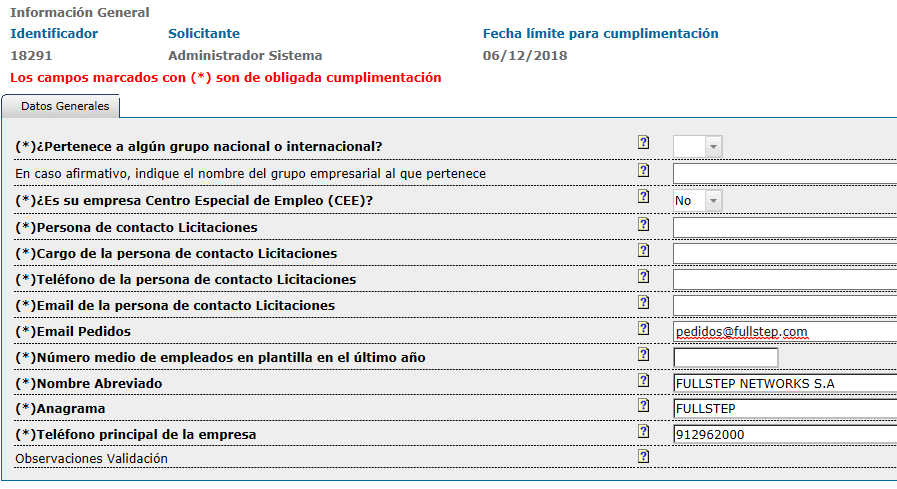 Información General
Identificador Solicitante Fecha límite para cumplimentación
18291 Administrador Sistema 06/12/2018
Los campos marcados con (*) son de obligada cumplimentación
Datos Generales
(*)¿Pertenece a algún grupo nacional o internacional? ?
En caso afirmativo, indique el nombre del grupo empresarial al que pertenece ?
(*)¿Es su empresa Centro Especial de Empleo (CEE)? ? No
(*)Persona de contacto Licitaciones ?
(*)Cargo de la persona de contacto Licitaciones ?
(*)Teléfono de la persona de contacto Licitaciones ?
(*)Email de la persona de contacto Licitaciones ?
(*)Email Pedidos ? pedidos@fullstep.com
(*)Número medio de empleados en plantilla en el último año ?
(*)Nombre Abreviado ? FULLSTEP NETWORKS S.A
(*)Anagrama ? FULLSTEP
(*)Teléfono principal de la empresa ? 912962000
Observaciones Validación ?